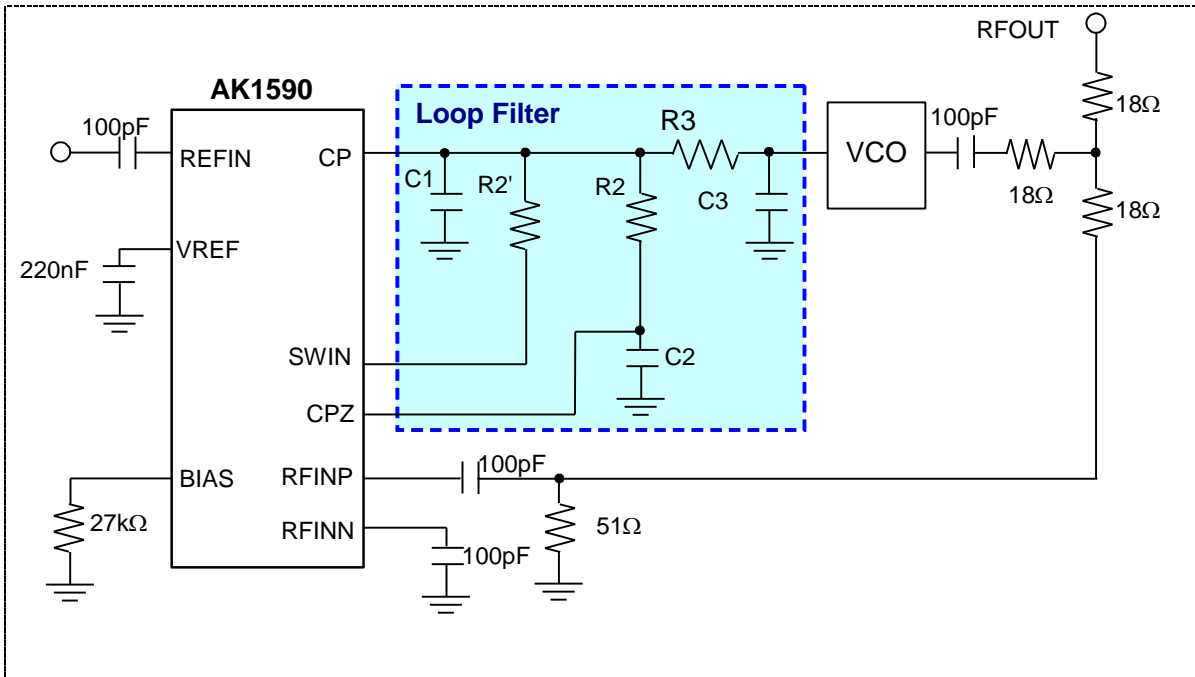 RFOUT
AK1590
18Ω
Loop Filter
100pF
R3
100pF
REFIN
CP
VCO
C1
R2'
R2
C3
18Ω
18Ω
VREF
220nF
SWIN
C2
CPZ
100pF
BIAS
RFINP
27kΩ
51Ω
RFINN
100pF